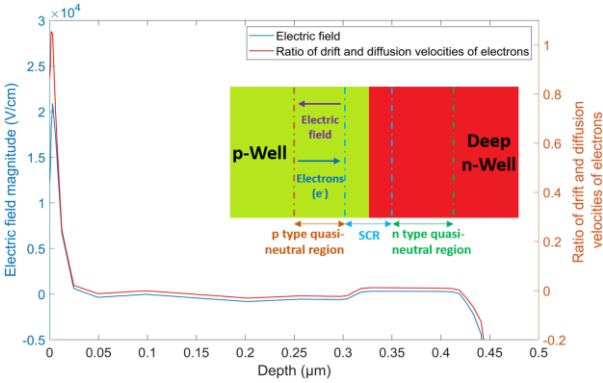 3 ×10⁴
2.5
2
1.5
1
0.5
0
-0.5
Electric field magnitude (V/cm)
Electric field
Ratio of drift and diffusion velocities of electrons
p-Well
Electric
field
Electrons
(e⁻)
Deep
n-Well
p type quasi-
neutral region
SCR
n type quasi-
neutral region
1
0.8
0.6
0.4
0.2
0
-0.2
Ratio of drift and diffusion
velocities of electrons
0 0.05 0.1 0.15 0.2 0.25 0.3 0.35 0.4 0.45 0.5
Depth (µm)